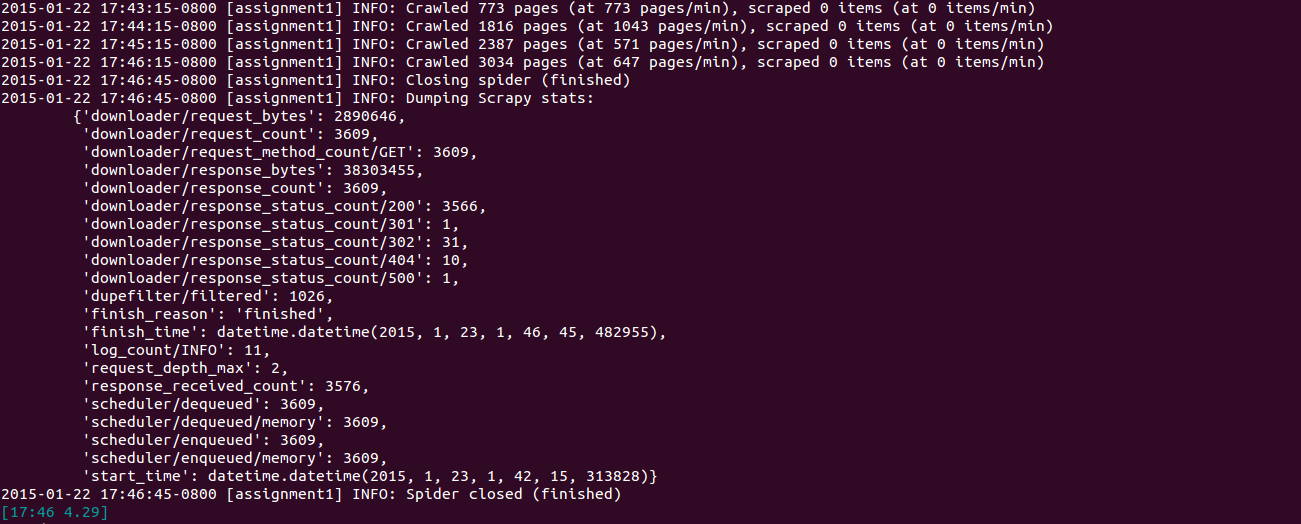 2015-01-22 17:43:15-0800 [assignment1] INFO: Crawled 773 pages (at 773 pages/min), scraped 0 items (at 0 items/min)
2015-01-22 17:44:15-0800 [assignment1] INFO: Crawled 1816 pages (at 1043 pages/min), scraped 0 items (at 0 items/min)
2015-01-22 17:45:15-0800 [assignment1] INFO: Crawled 2387 pages (at 571 pages/min), scraped 0 items (at 0 items/min)
2015-01-22 17:46:15-0800 [assignment1] INFO: Crawled 3034 pages (at 647 pages/min), scraped 0 items (at 0 items/min)
2015-01-22 17:46:45-0800 [assignment1] INFO: Closing spider (finished)
2015-01-22 17:46:45-0800 [assignment1] INFO: Dumping Scrapy stats:
{'downloader/request_bytes': 2890646,
'downloader/request_count': 3609,
'downloader/request_method_count/GET': 3609,
'downloader/response_bytes': 38303455,
'downloader/response_count': 3609,
'downloader/response_status_count/200': 3566,
'downloader/response_status_count/301': 1,
'downloader/response_status_count/302': 31,
'downloader/response_status_count/404': 10,
'downloader/response_status_count/500': 1,
'dupefilter/filtered': 1026,
'finish_reason': 'finished',
'finish_time': datetime.datetime(2015, 1, 23, 1, 46, 45, 482955),
'log_count/INFO': 11,
'request_depth_max': 2,
'response_received_count': 3576,
'scheduler/dequeued': 3609,
'scheduler/dequeued/memory': 3609,
'scheduler/enqueued': 3609,
'scheduler/enqueued/memory': 3609,
'start_time': datetime.datetime(2015, 1, 23, 1, 42, 15, 313828)}
2015-01-22 17:46:45-0800 [assignment1] INFO: Spider closed (finished)
[17:46 4.29]